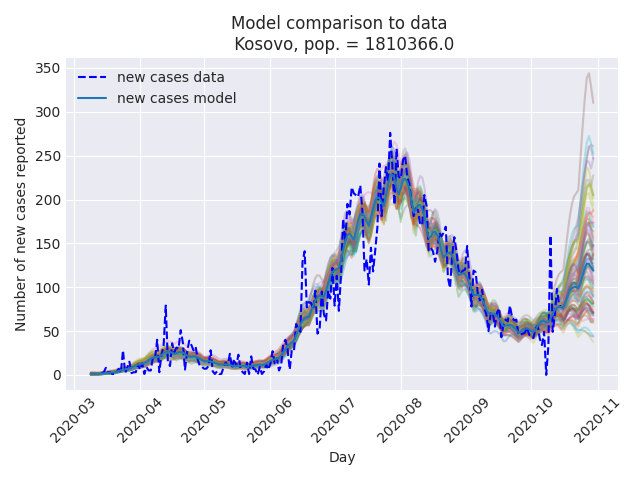 Model comparison to data
Kosovo, pop. = 1810366.0
new cases data
new cases model
Number of new cases reported
350
300
250
200
150
100
50
0
2020-03
2020-04
2020-05
2020-06
2020-07
2020-08
2020-09
2020-10
2020-11
Day